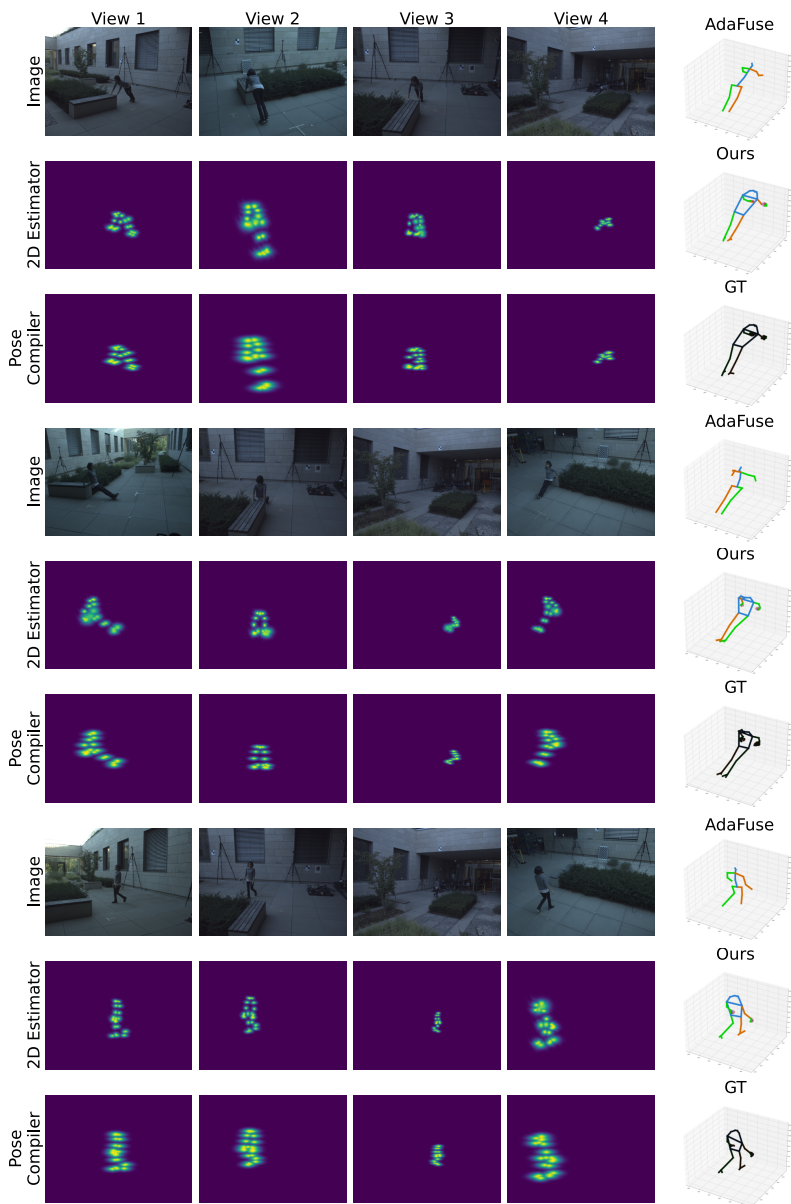 View 1 View 2 View 3 View 4
AdaFuse
Image
Ours
2D Estimator
GT
Pose
Compiler
AdaFuse
Image
Ours
2D Estimator
GT
Pose
Compiler
AdaFuse
Image
Ours
2D Estimator
GT
Pose
Compiler